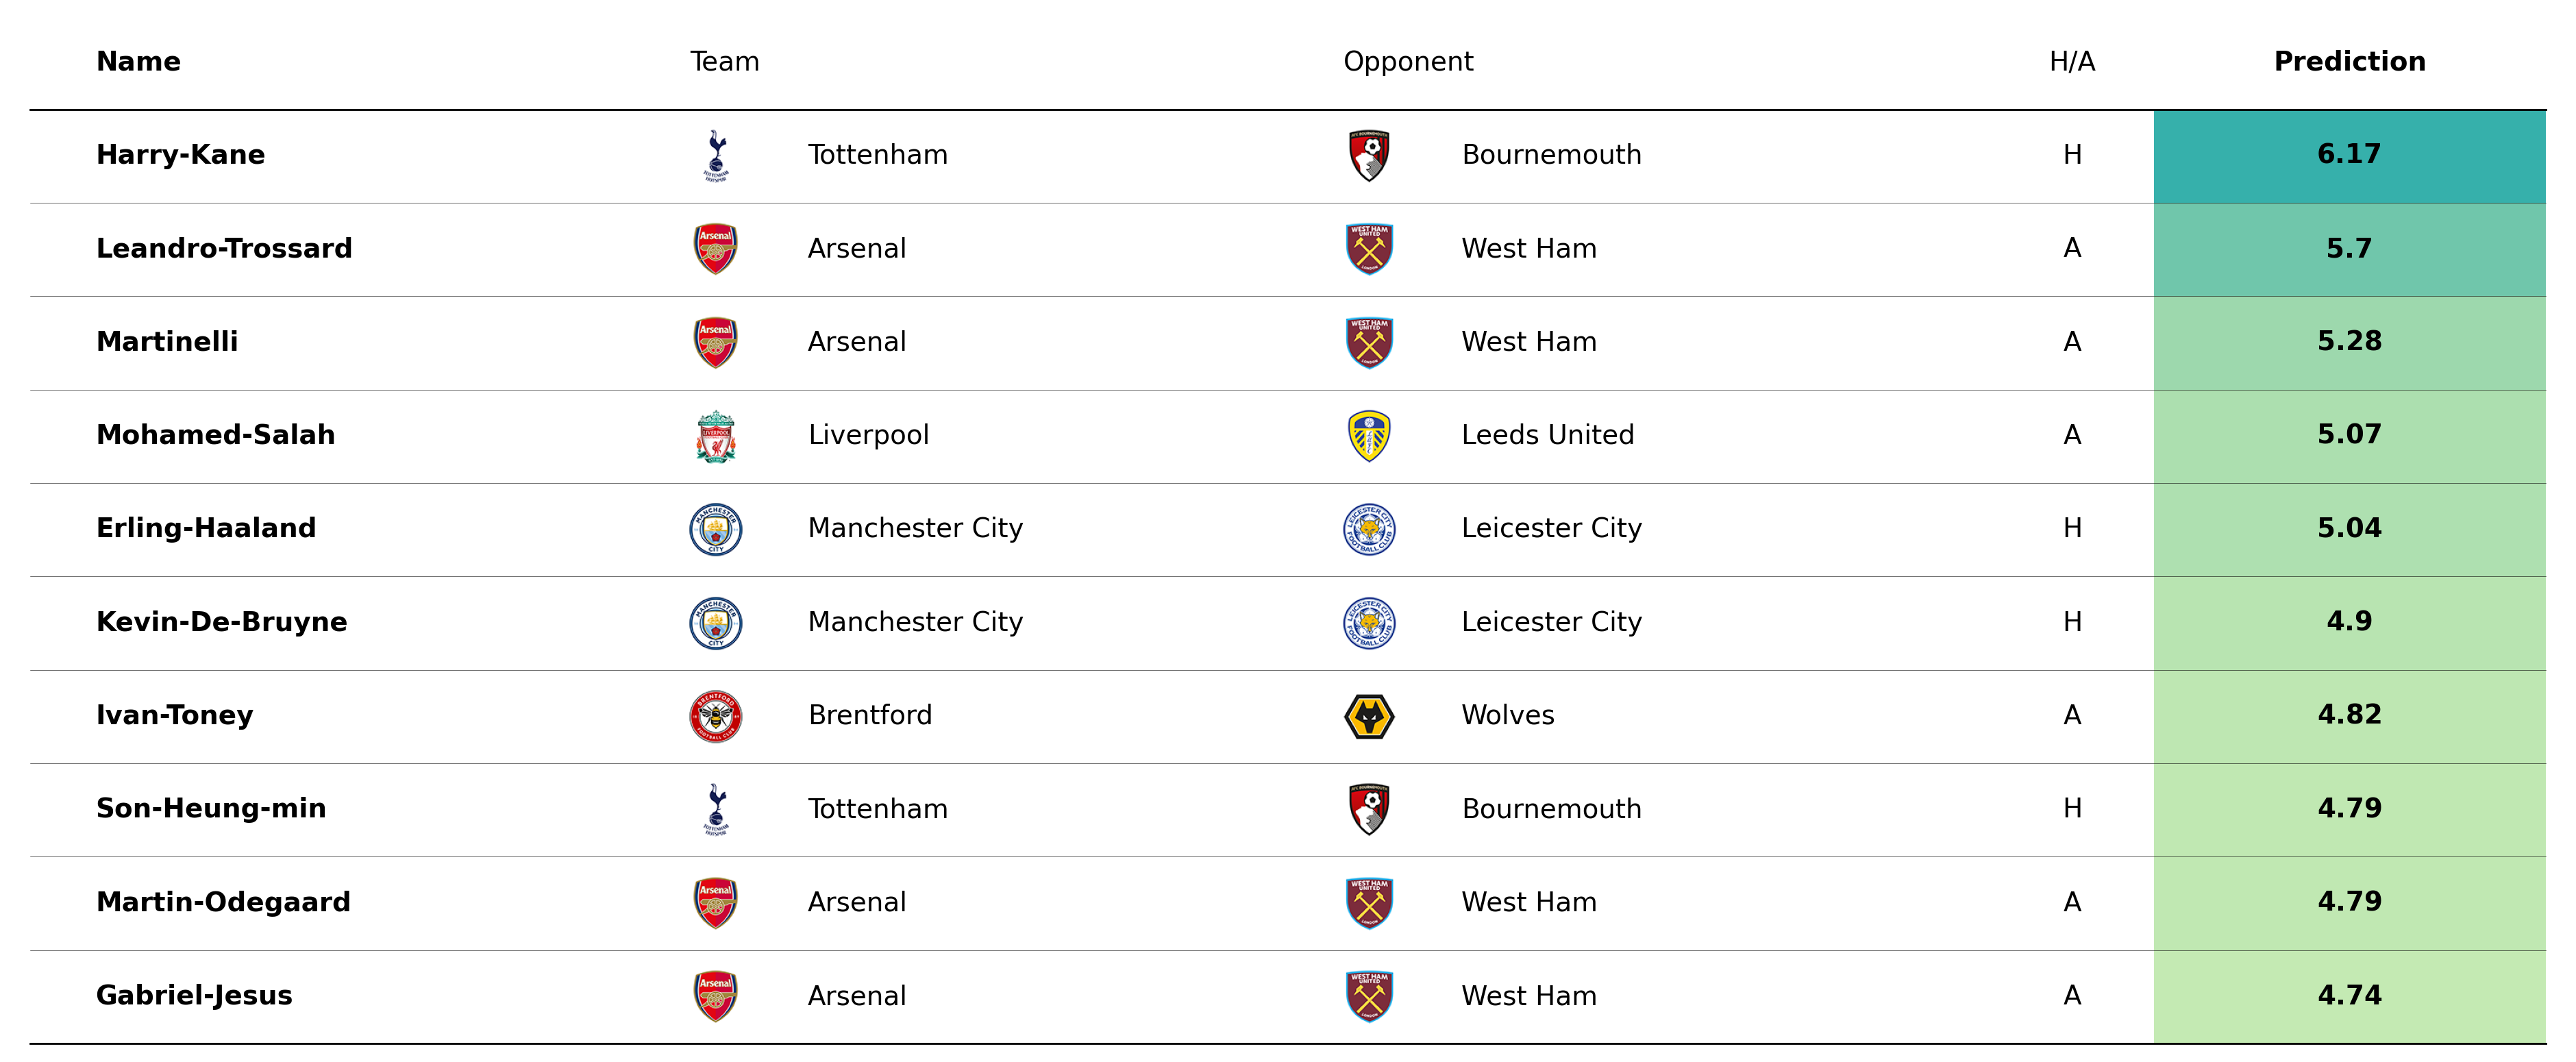 Name Team Opponent H/A Prediction
Harry-Kane Tottenham Bournemouth H 6.17
Leandro-Trossard Arsenal West Ham A 5.7
Martinelli Arsenal West Ham A 5.28
Mohamed-Salah Liverpool Leeds United A 5.07
Erling-Haaland Manchester City Leicester City H 5.04
Kevin-De-Bruyne Manchester City Leicester City H 4.9
Ivan-Toney Brentford Wolves A 4.82
Son-Heung-min Tottenham Bournemouth H 4.79
Martin-Odegaard Arsenal West Ham A 4.79
Gabriel-Jesus Arsenal West Ham A 4.74